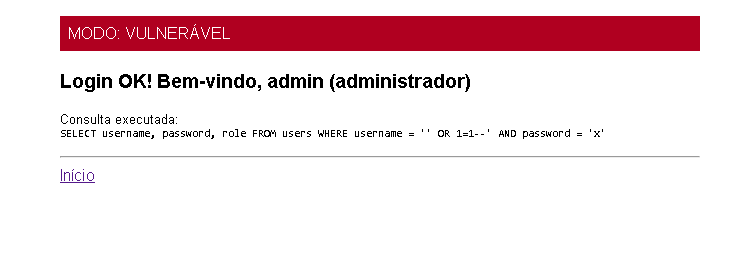 MODO: VULNERÁVEL
Login OK! Bem-vindo, admin (administrador)
Consulta executada:
SELECT username, password, role FROM users WHERE username = '' OR 1=1--' AND password = 'x'
Início